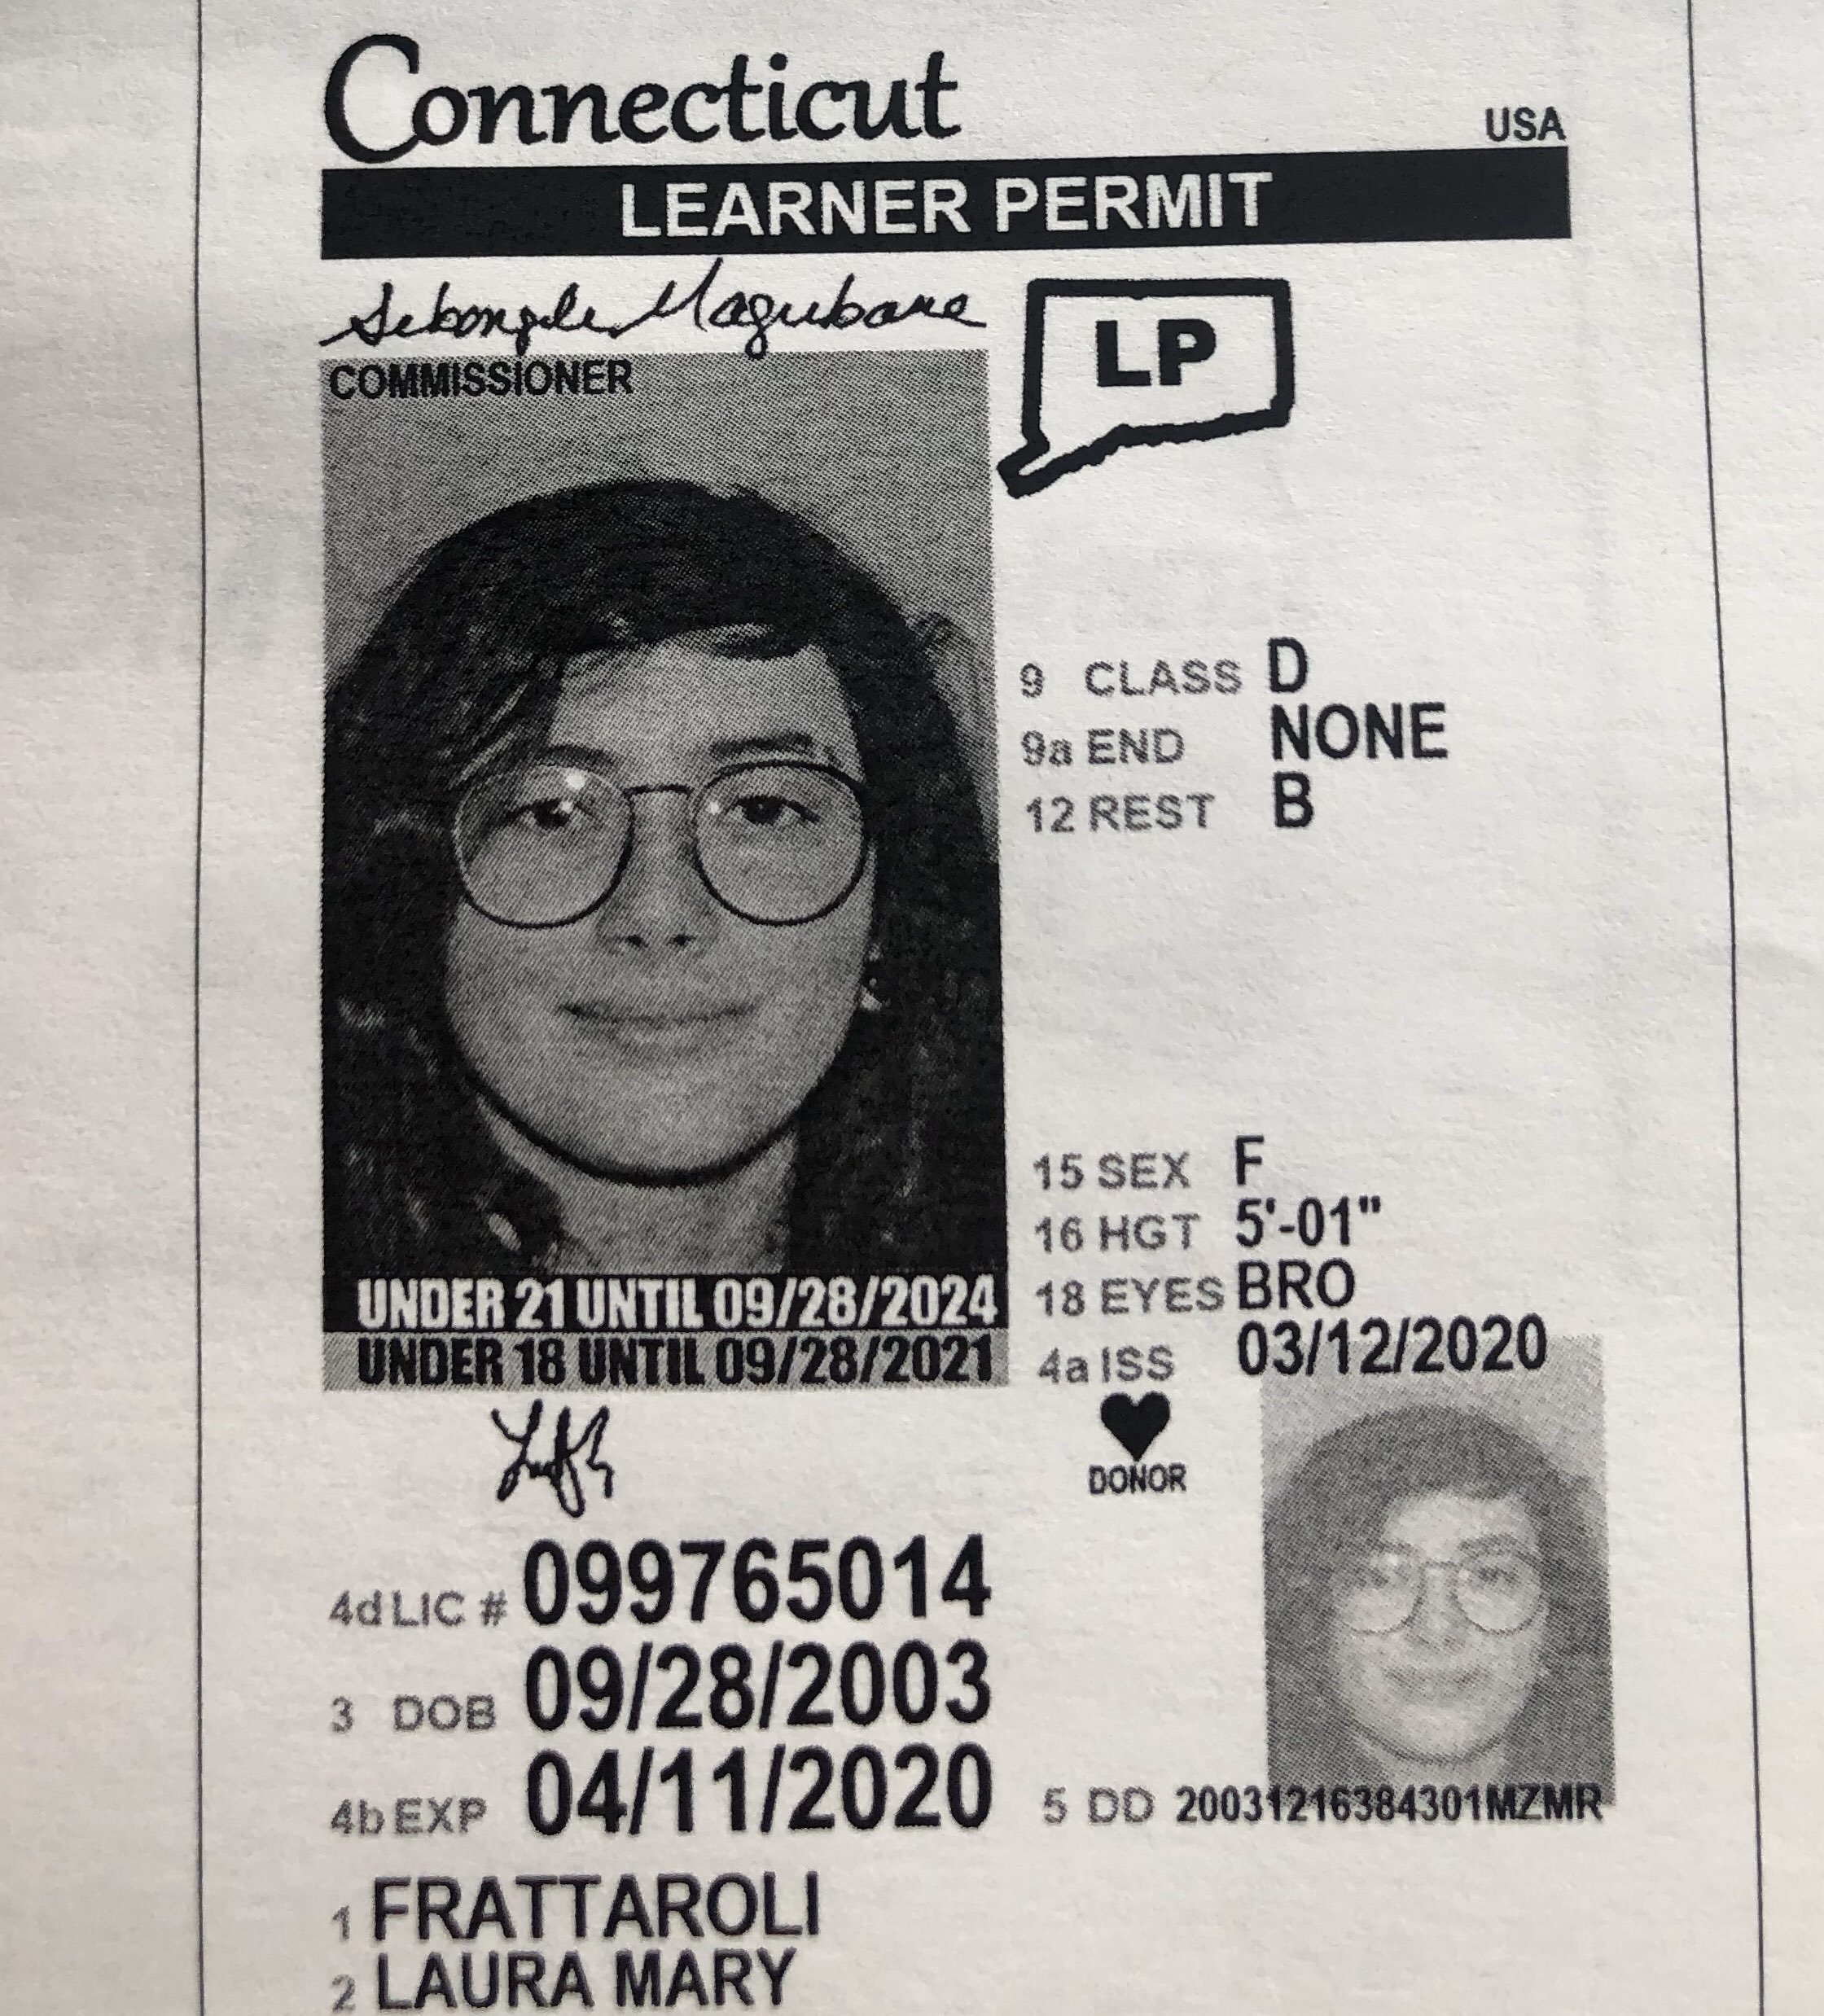 Connecticut
USA
LEARNER PERMIT
Sibongile Magubane
COMMISSIONER
LP
9 CLASS D
9a END NONE
12 REST B
15 SEX F
16 HGT 5'-01"
18 EYES BRO
4a ISS 03/12/2020
UNDER 21 UNTIL 09/28/2024
UNDER 18 UNTIL 09/28/2021
DONOR
4d LIC # 099765014
3 DOB 09/28/2003
4b EXP 04/11/2020
5 DD 20031216384301MZMR
1 FRATTAROLI
2 LAURA MARY